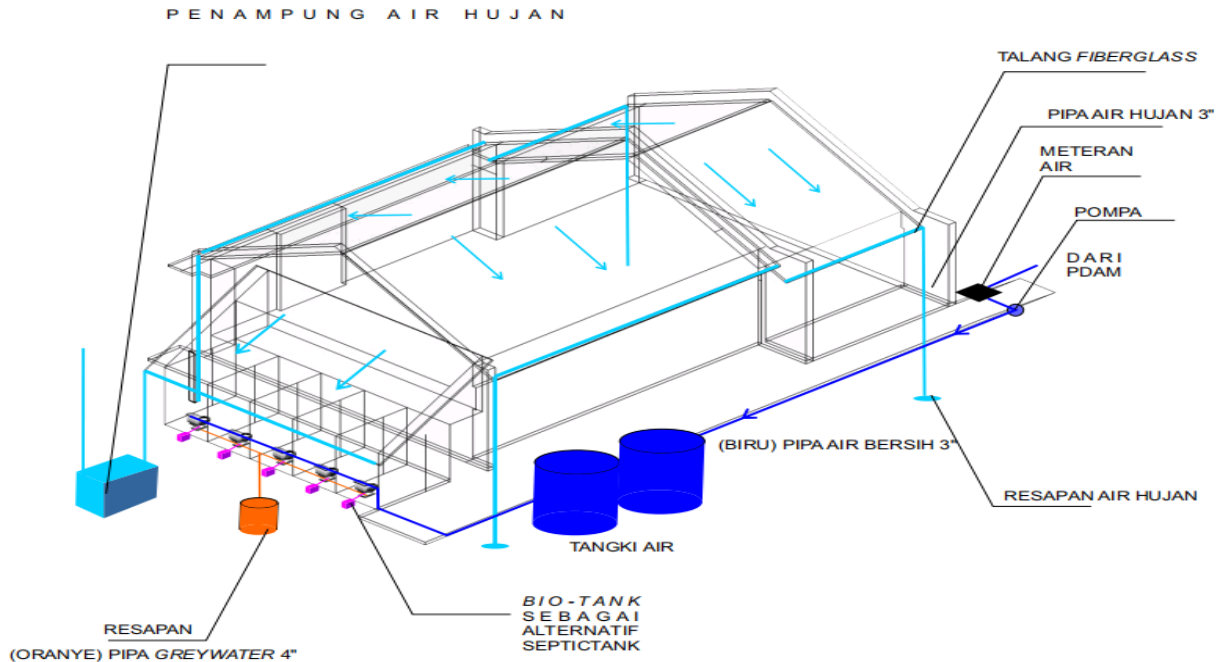 PENAMPUNG AIR HUJAN
TALANG FIBERGLASS
PIPA AIR HUJAN 3"
METERAN
AIR
POMPA
DARI
PDAM
(BIRU) PIPA AIR BERSIH 3"
RESAPAN AIR HUJAN
TANGKI AIR
BIO-TANK
SEBAGAI
ALTERNATIF
SEPTICTANK
RESAPAN
(ORANYE) PIPA GREYWATER 4"